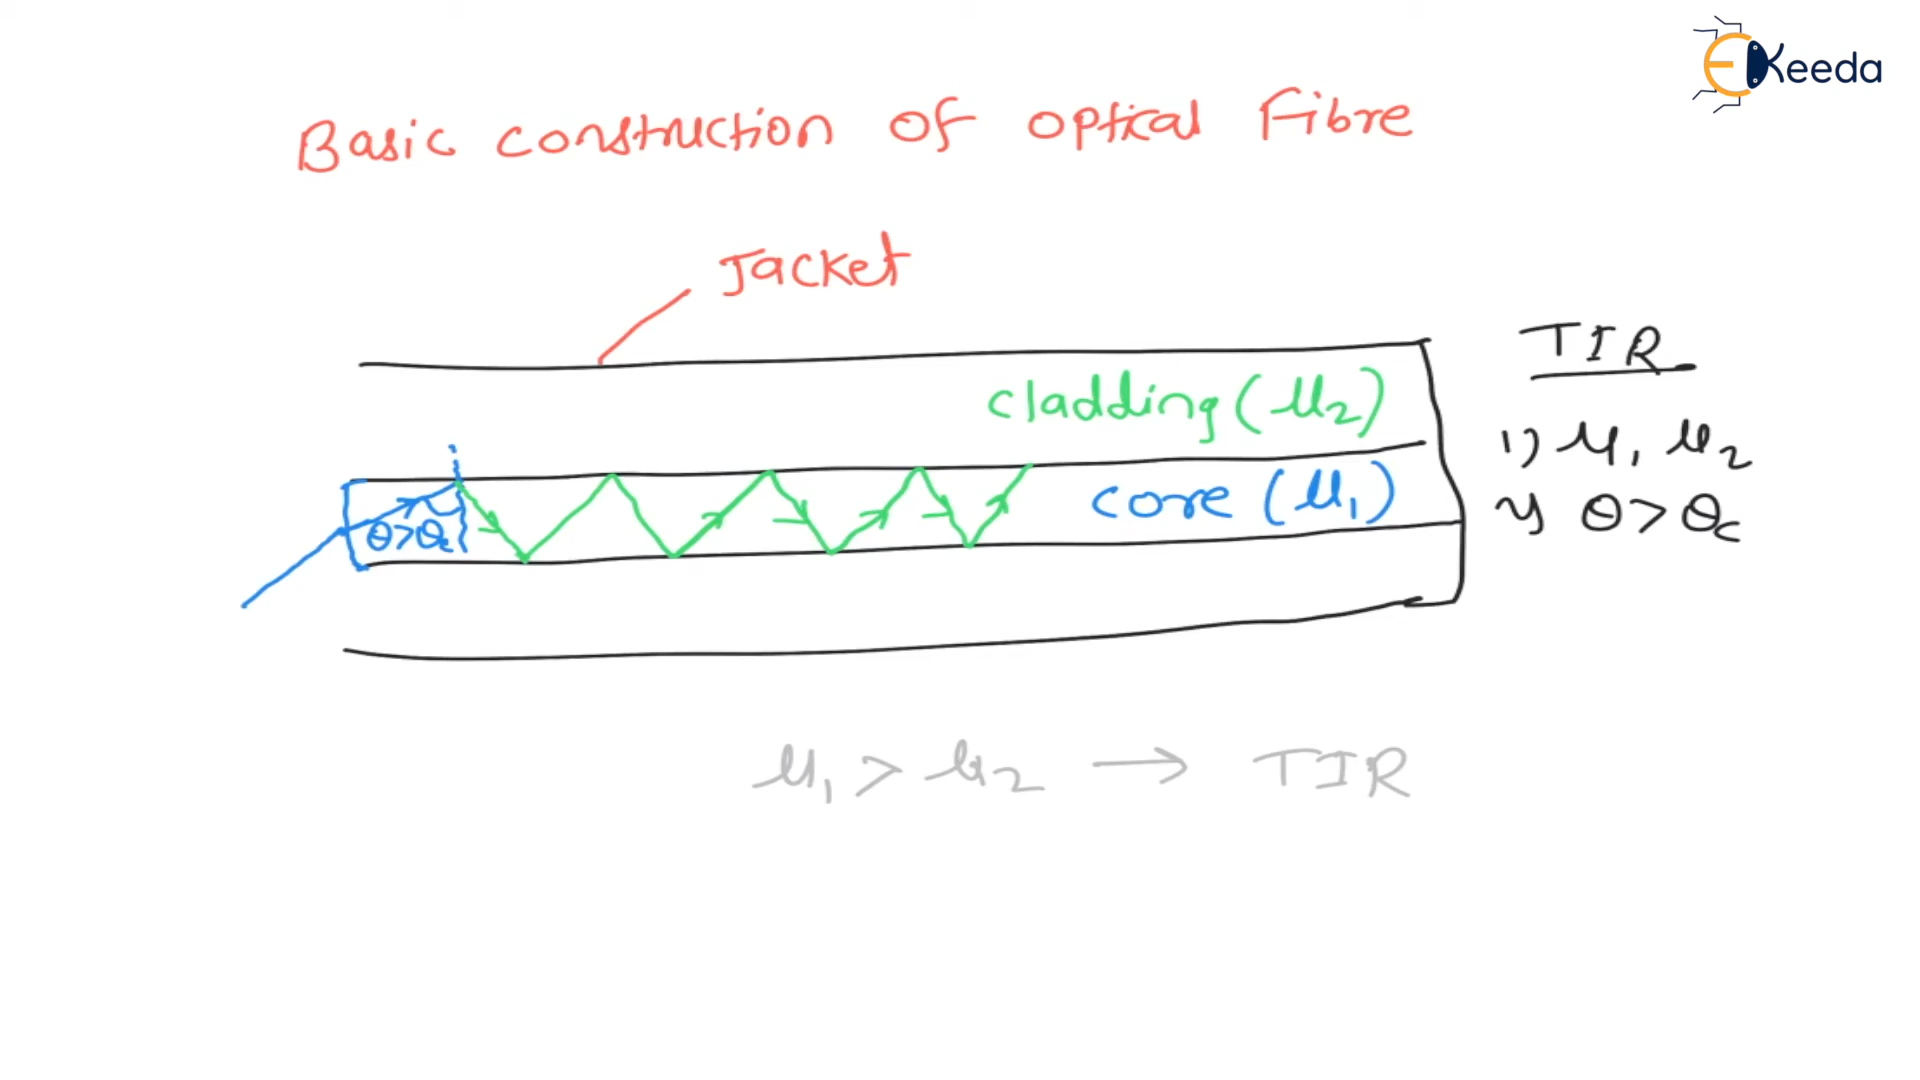 EKeeda
Basic construction of optical Fibre
Jacket
TIR
cladding (μ2)
1) μ1 μ2
i
core (μ1)
θ>θc
2) θ > θc
μ1 > μ2 → TIR